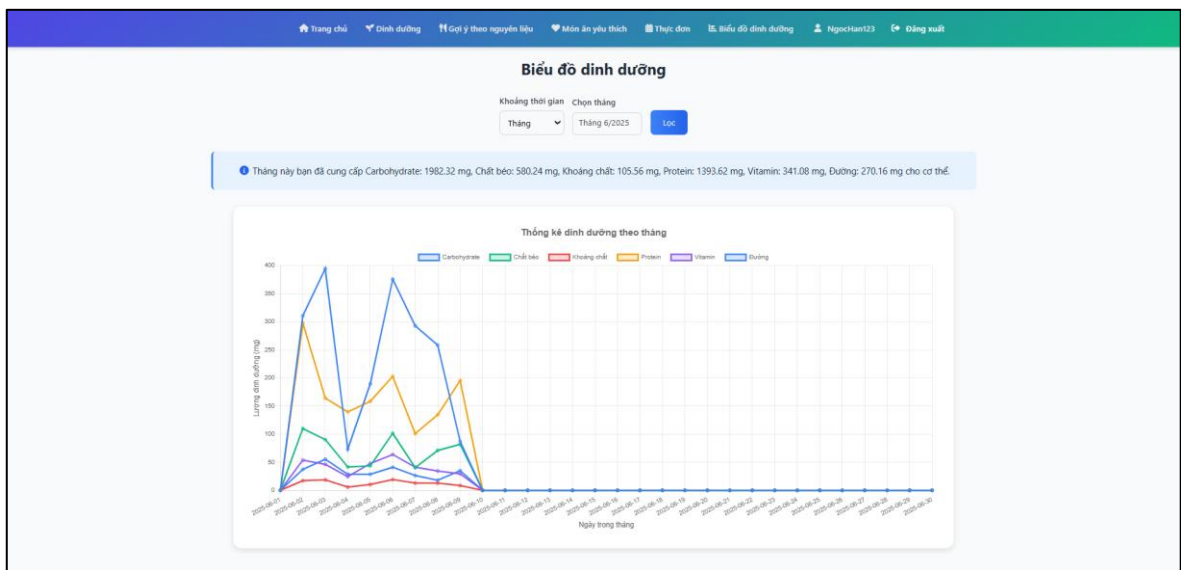 Trang chủ Dinh dưỡng Gợi ý theo nguyên liệu Món ăn yêu thích Thực đơn Biểu đồ dinh dưỡng NgocHan123 Đăng xuất
Biểu đồ dinh dưỡng
Khoảng thời gian Chọn tháng
Tháng Tháng 6/2025 Lọc
Tháng này bạn đã cung cấp Carbohydrate: 1982.32 mg, Chất béo: 580.24 mg, Khoáng chất: 105.56 mg, Protein: 1393.62 mg, Vitamin: 341.08 mg, Đường: 270.16 mg cho cơ thể.
Thống kê dinh dưỡng theo tháng
Carbohydrate Chất béo Khoáng chất Protein Vitamin Đường
Lượng dinh dưỡng (mg)
400
350
300
250
200
150
100
50
0
2025-06-01 2025-06-02 2025-06-03 2025-06-04 2025-06-05 2025-06-06 2025-06-07 2025-06-08 2025-06-09 2025-06-10 2025-06-11 2025-06-12 2025-06-13 2025-06-14 2025-06-15 2025-06-16 2025-06-17 2025-06-18 2025-06-19 2025-06-20 2025-06-21 2025-06-22 2025-06-23 2025-06-24 2025-06-25 2025-06-26 2025-06-27 2025-06-28 2025-06-29 2025-06-30
Ngày trong tháng